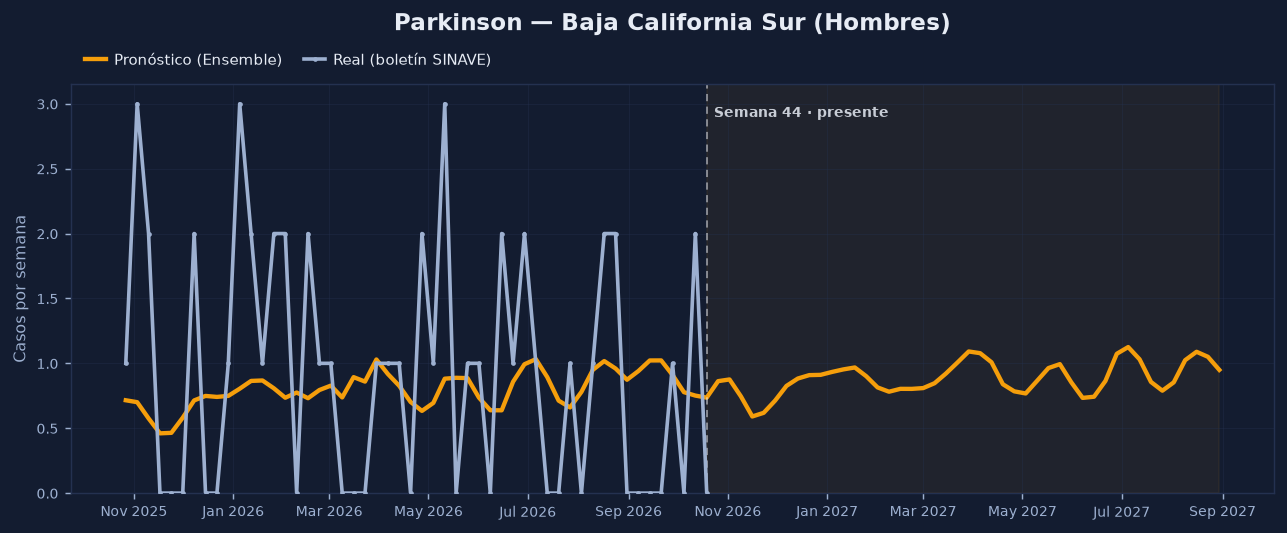 Parkinson — Baja California Sur (Hombres)
Pronóstico (Ensemble)
Real (boletín SINAVE)
Semana 44 · presente
Casos por semana
3.0
2.5
2.0
1.5
1.0
0.5
0.0
Nov 2025
Jan 2026
Mar 2026
May 2026
Jul 2026
Sep 2026
Nov 2026
Jan 2027
Mar 2027
May 2027
Jul 2027
Sep 2027